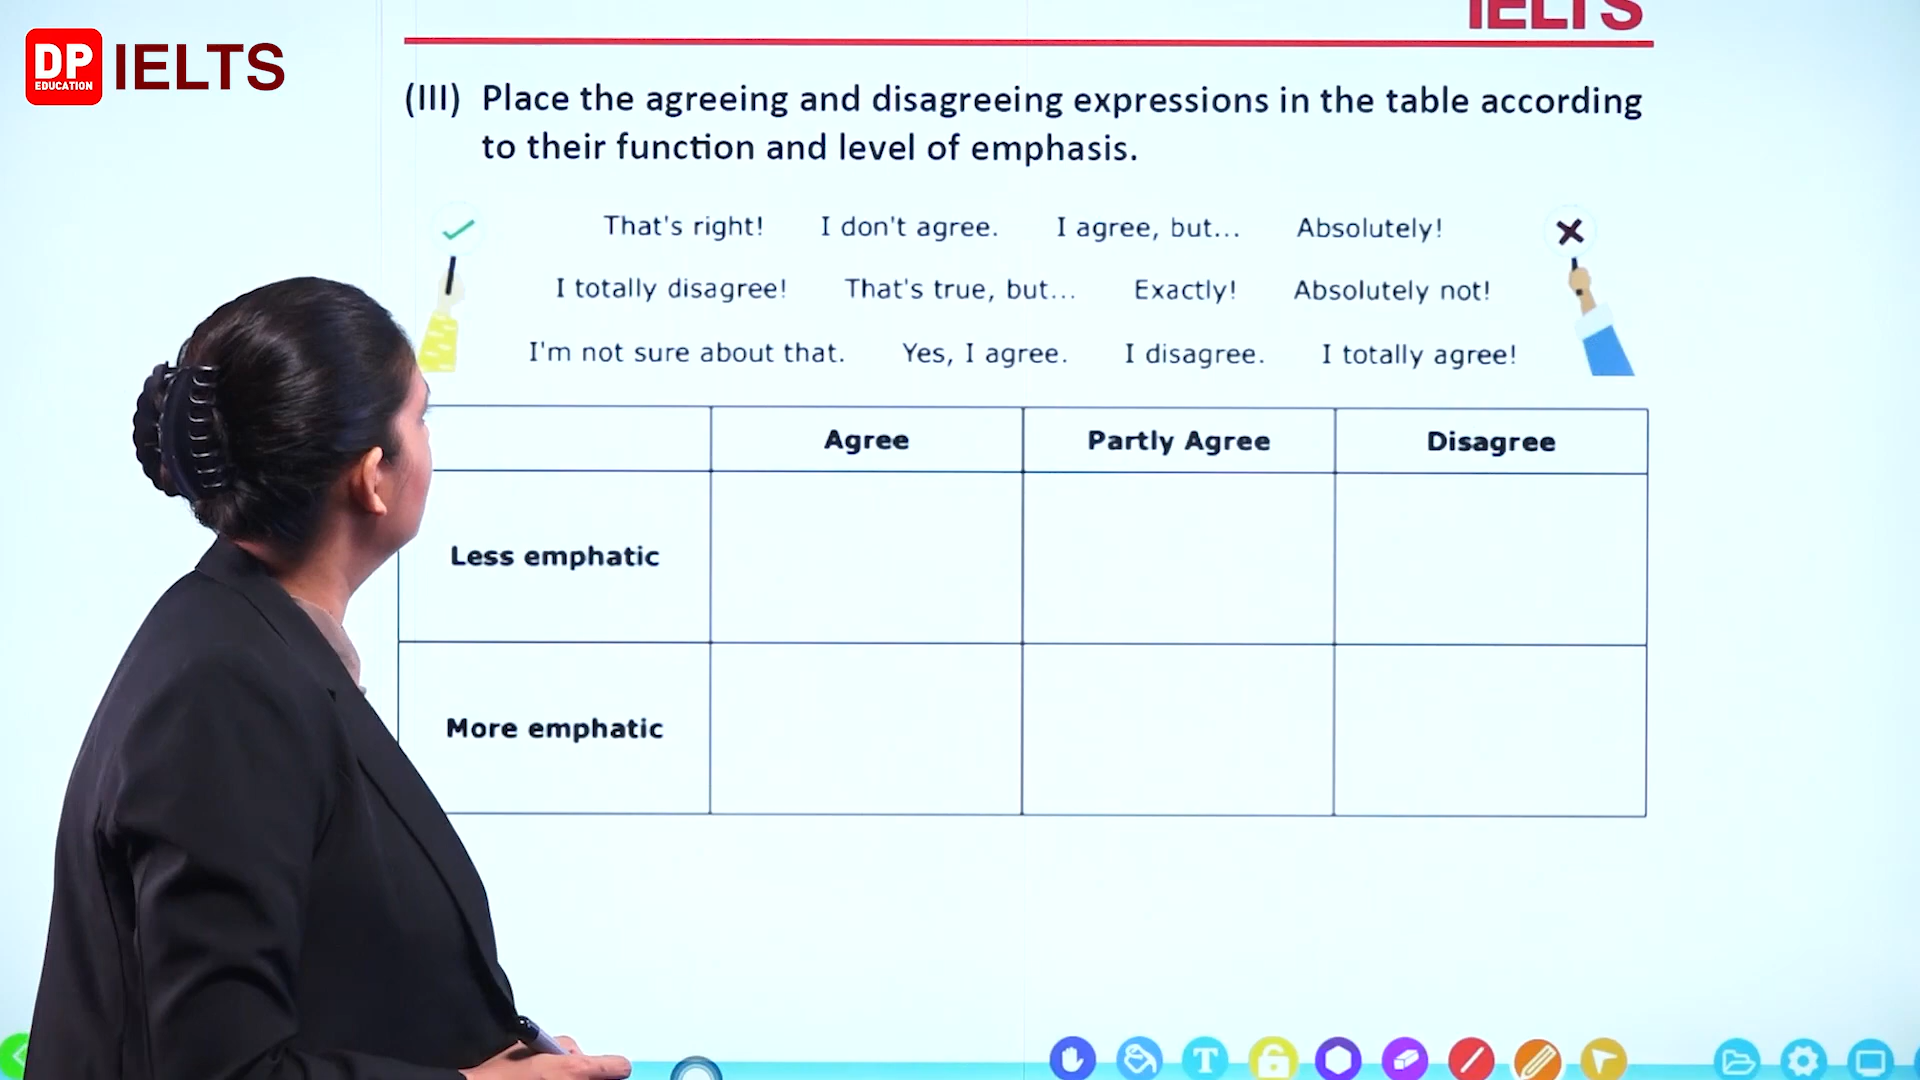 IELTS
DP
EDUCATION
IELTS
(III) Place the agreeing and disagreeing expressions in the table according
to their function and level of emphasis.
That's right! I don't agree. I agree, but... Absolutely!
I totally disagree! That's true, but... Exactly! Absolutely not!
I'm not sure about that. Yes, I agree. I disagree. I totally agree!
Agree Partly Agree Disagree
Less emphatic
More emphatic
T